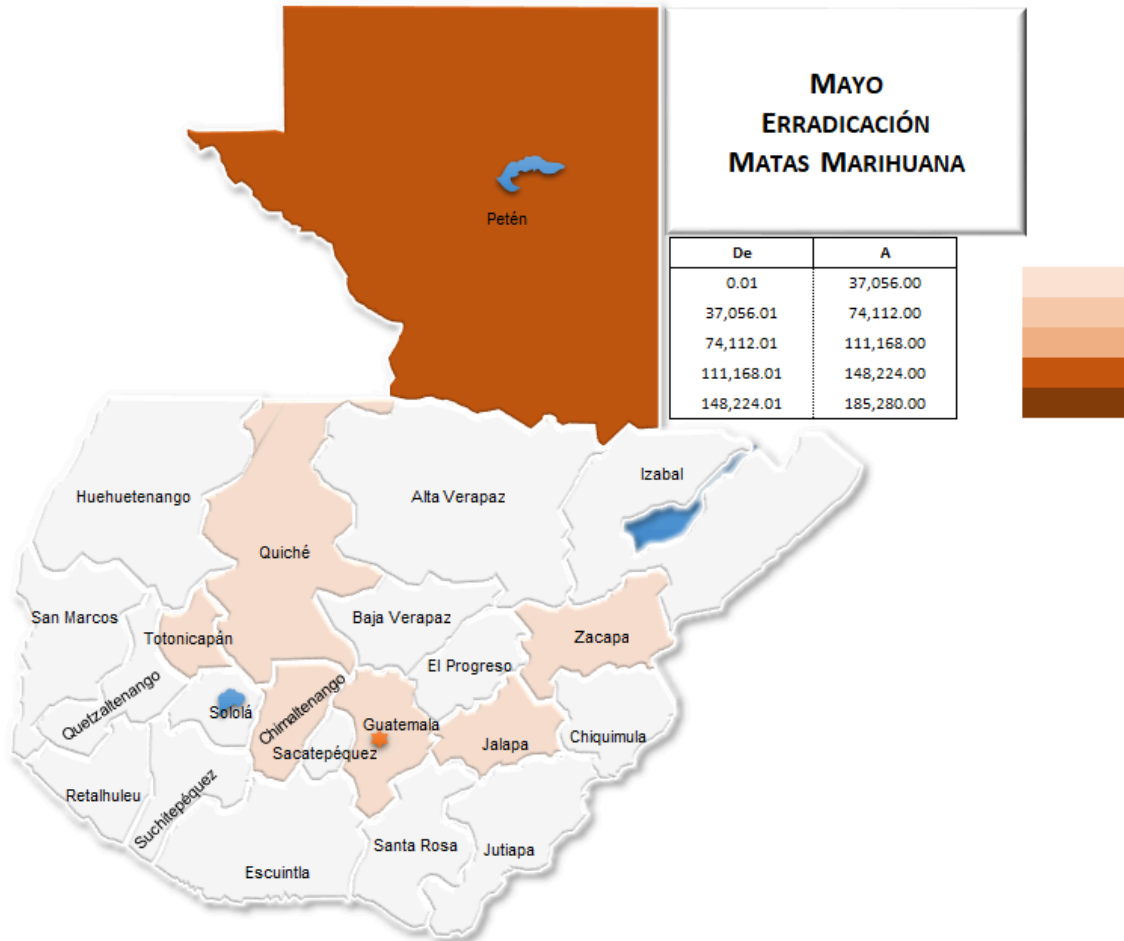 MAYO
ERRADICACIÓN
MATAS MARIHUANA
De A
0.01 37,056.00
37,056.01 74,112.00
74,112.01 111,168.00
111,168.01 148,224.00
148,224.01 185,280.00
Petén
Huehuetenango
Alta Verapaz
Izabal
Quiché
San Marcos
Totonicapán
Baja Verapaz
Zacapa
El Progreso
Quetzaltenango
Sololá
Chimaltenango
Guatemala
Sacatepéquez
Jalapa
Chiquimula
Retalhuleu
Suchitepéquez
Santa Rosa
Jutiapa
Escuintla